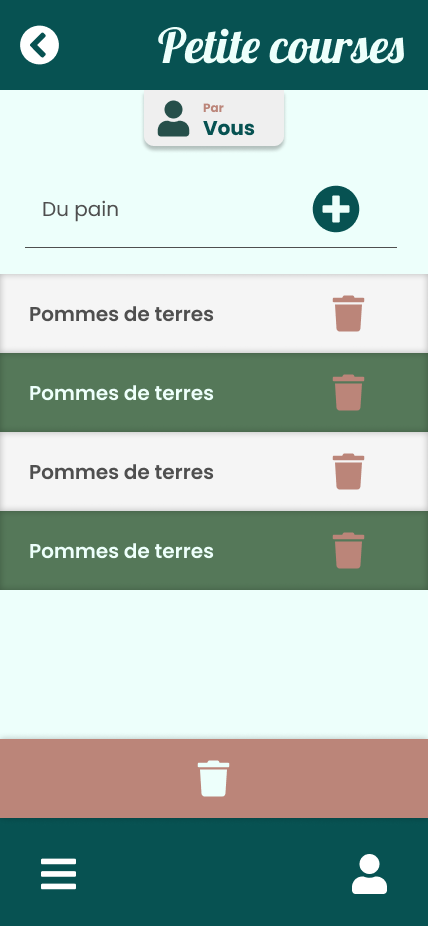 Petite courses
Par
Vous
Du pain
Pommes de terres
Pommes de terres
Pommes de terres
Pommes de terres